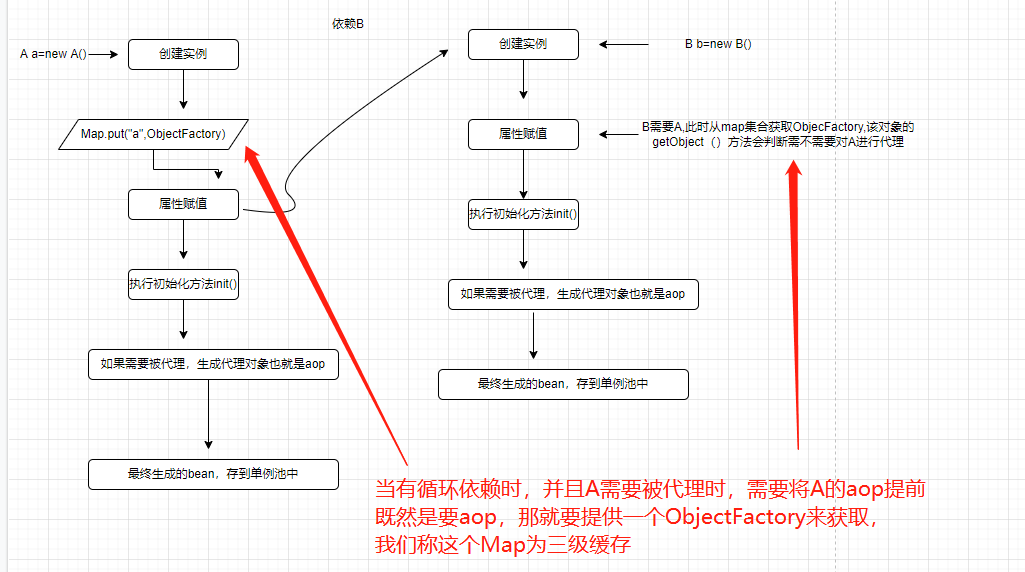 依赖B
A a=new A()
创建实例
Map.put("a",ObjectFactory)
属性赋值
执行初始化方法init()
如果需要被代理，生成代理对象也就是aop
最终生成的bean，存到单例池中
创建实例
B b=new B()
属性赋值
B需要A,此时从map集合获取ObjecFactory,该对象的
getObject（）方法会判断需不需要对A进行代理
执行初始化方法init()
如果需要被代理，生成代理对象也就是aop
最终生成的bean，存到单例池中
当有循环依赖时，并且A需要被代理时，需要将A的aop提前
既然是要aop，那就要提供一个ObjectFactory来获取，
我们称这个Map为三级缓存